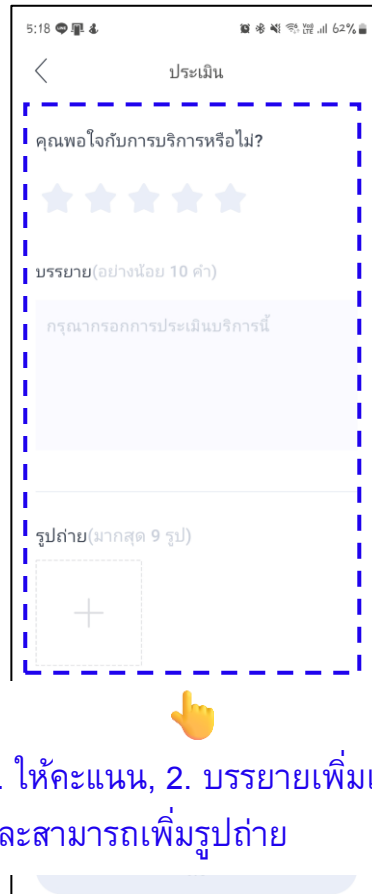 5:18 62%
ประเมิน
คุณพอใจกับการบริการหรือไม่?
บรรยาย(อย่างน้อย 10 คำ)
กรุณากรอกการประเมินบริการนี้
รูปถ่าย(มากสุด 9 รูป)
. ให้คะแนน, 2. บรรยายเพิ่ม
ละสามารถเพิ่มรูปถ่าย